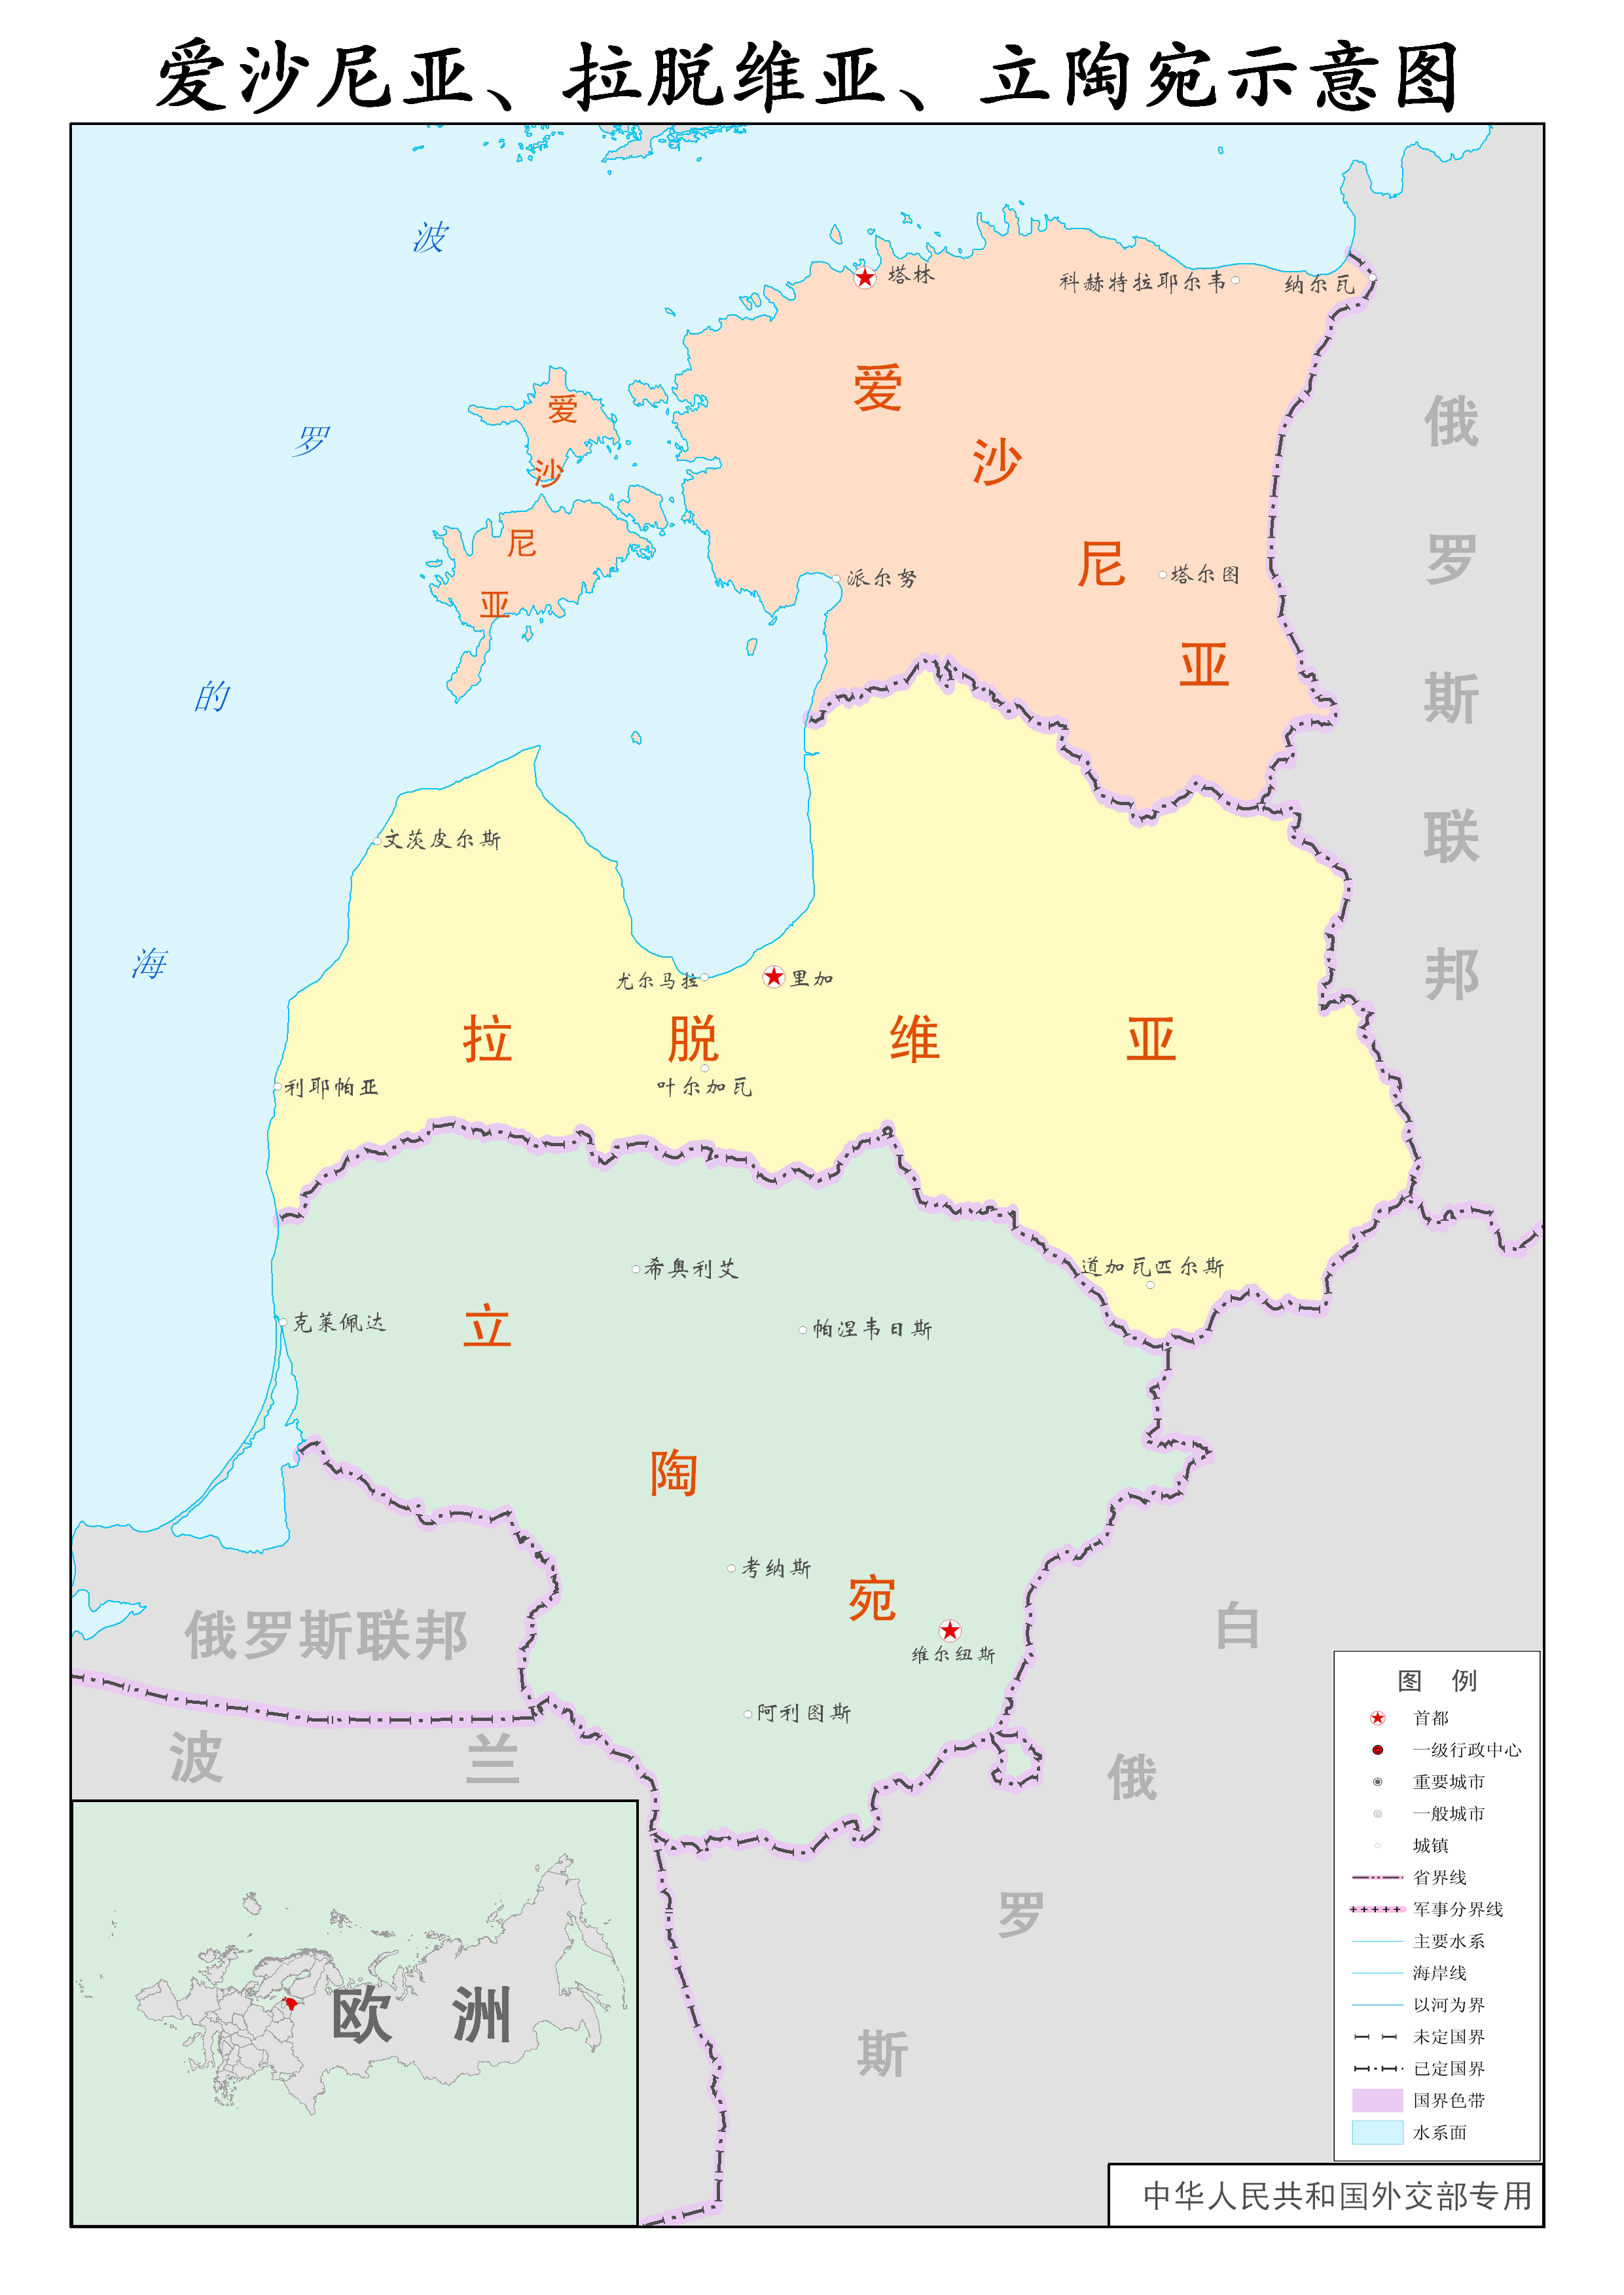 爱沙尼亚、拉脱维亚、立陶宛示意图
波
罗
的
海
塔林
科赫特拉耶尔韦
纳尔瓦
爱
沙
尼
亚
爱
沙
尼
亚
派尔努
塔尔图
俄
罗
斯
联
邦
文茨皮尔斯
尤尔马拉
里加
拉脱维亚
利耶帕亚
叶尔加瓦
道加瓦匹尔斯
希奥利艾
克莱佩达
帕涅韦日斯
立
陶
宛
考纳斯
维尔纽斯
阿利图斯
俄罗斯联邦
波兰
白
俄
罗
斯
欧洲
图例
首都
一级行政中心
重要城市
一般城市
城镇
省界线
军事分界线
主要水系
海岸线
以河为界
未定国界
已定国界
国界色带
水系面
中华人民共和国外交部专用